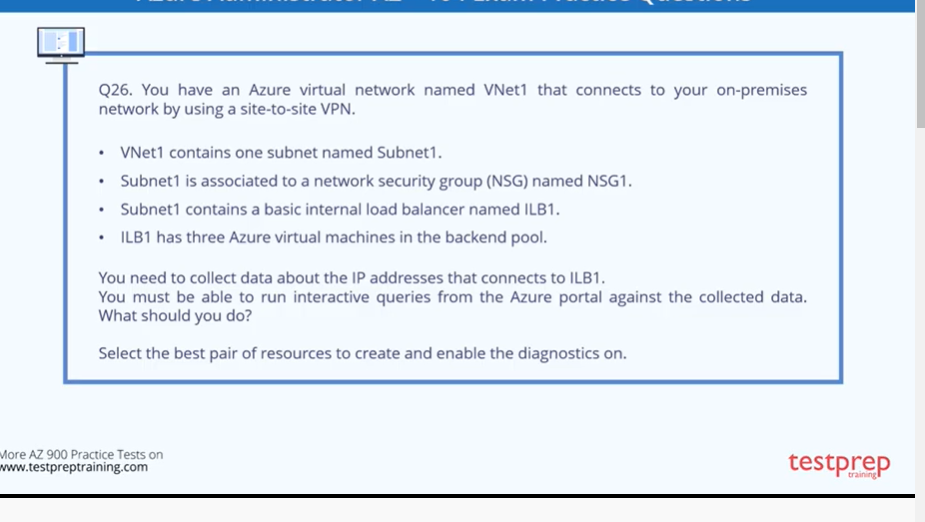 Q26. You have an Azure virtual network named VNet1 that connects to your on-premises
network by using a site-to-site VPN.
• VNet1 contains one subnet named Subnet1.
• Subnet1 is associated to a network security group (NSG) named NSG1.
• Subnet1 contains a basic internal load balancer named ILB1.
• ILB1 has three Azure virtual machines in the backend pool.
You need to collect data about the IP addresses that connects to ILB1.
You must be able to run interactive queries from the Azure portal against the collected data.
What should you do?
Select the best pair of resources to create and enable the diagnostics on.
More AZ 900 Practice Tests on
www.testpreptraining.com
testprep
training